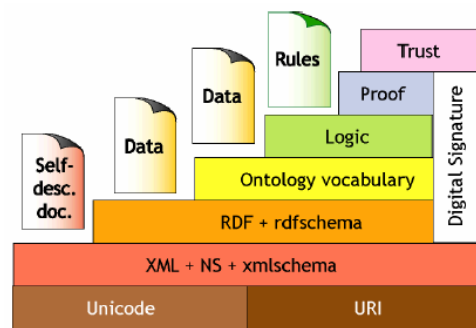 Trust
Rules
Proof
Data
Logic
Digital Signature
Data
Ontology vocabulary
Self-
desc.
doc.
RDF + rdfschema
XML + NS + xmlschema
Unicode
URI